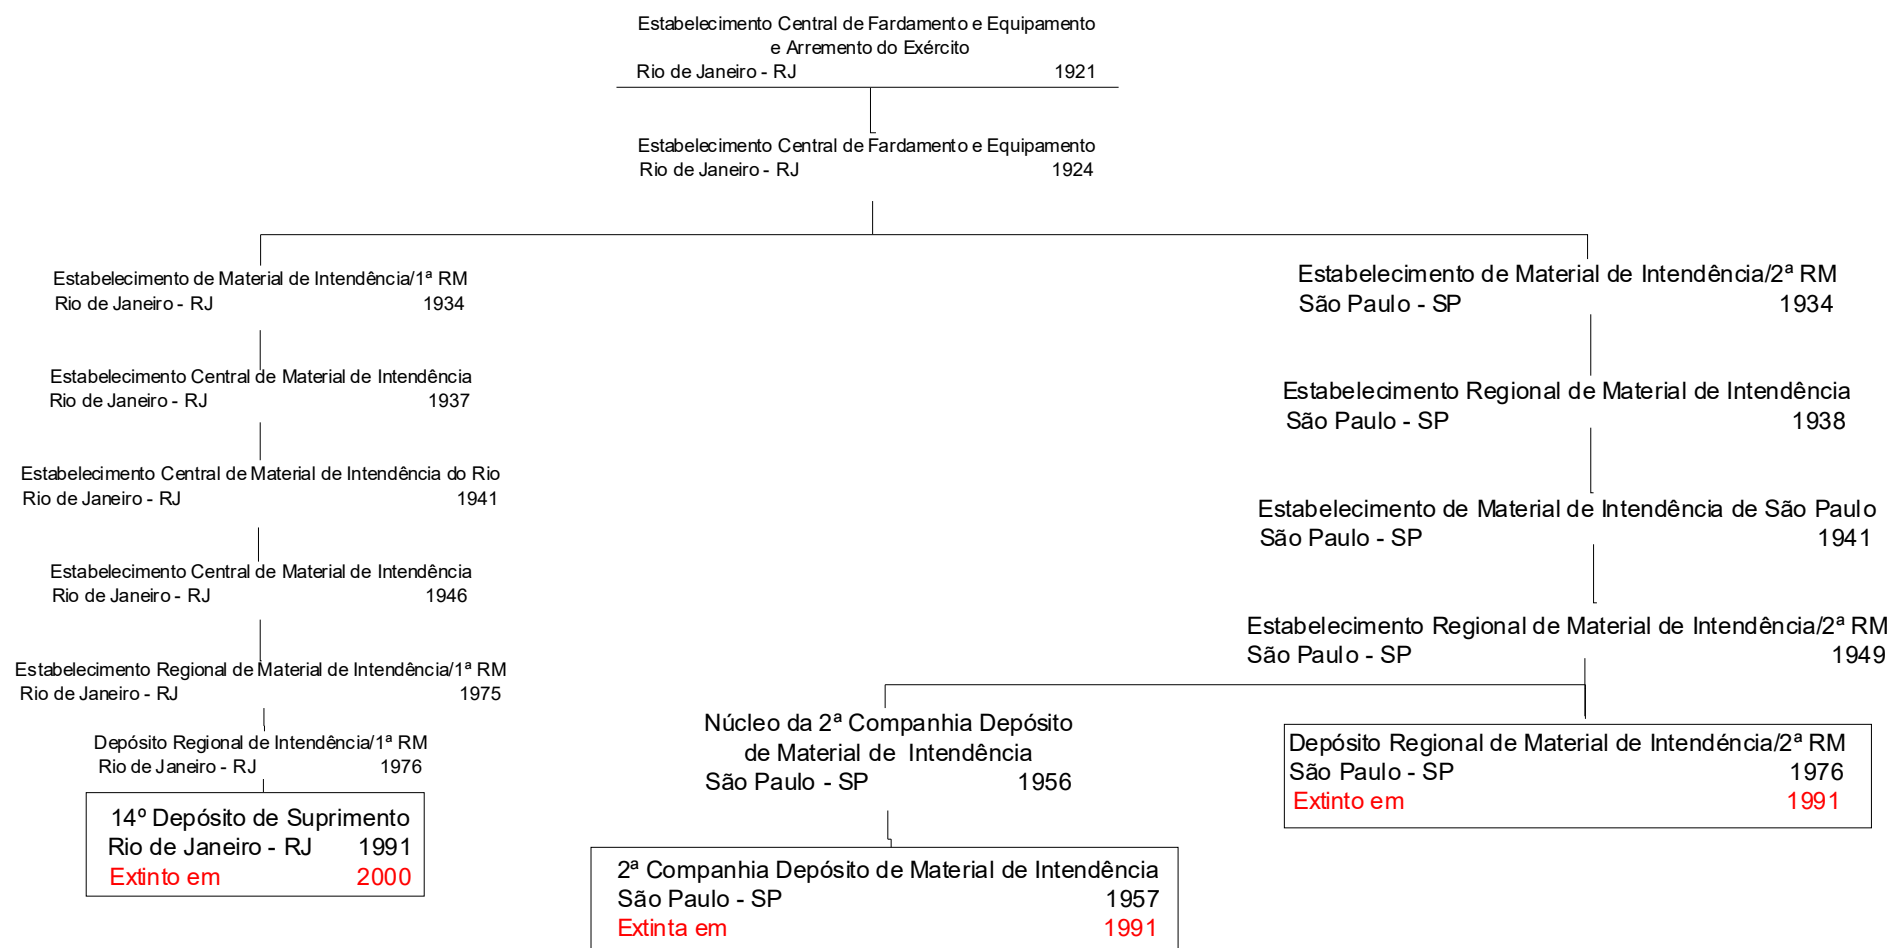 Estabelecimento Central de Fardamento e Equipamento
e Arremento do Exército
Rio de Janeiro - RJ 1921
Estabelecimento Central de Fardamento e Equipamento
Rio de Janeiro - RJ 1924
Estabelecimento de Material de Intendência/1ª RM
Rio de Janeiro - RJ 1934
Estabelecimento Central de Material de Intendência
Rio de Janeiro - RJ 1937
Estabelecimento Central de Material de Intendência do Rio
Rio de Janeiro - RJ 1941
Estabelecimento Central de Material de Intendência
Rio de Janeiro - RJ 1946
Estabelecimento Regional de Material de Intendência/1ª RM
Rio de Janeiro - RJ 1975
Depósito Regional de Intendência/1ª RM
Rio de Janeiro - RJ 1976
14º Depósito de Suprimento
Rio de Janeiro - RJ 1991
Extinto em 2000
Estabelecimento de Material de Intendência/2ª RM
São Paulo - SP 1934
Estabelecimento Regional de Material de Intendência
São Paulo - SP 1938
Estabelecimento de Material de Intendência de São Paulo
São Paulo - SP 1941
Estabelecimento Regional de Material de Intendência/2ª RM
São Paulo - SP 1949
Núcleo da 2ª Companhia Depósito
de Material de Intendência
São Paulo - SP 1956
2ª Companhia Depósito de Material de Intendência
São Paulo - SP 1957
Extinta em 1991
Depósito Regional de Material de Intendéncia/2ª RM
São Paulo - SP 1976
Extinto em 1991